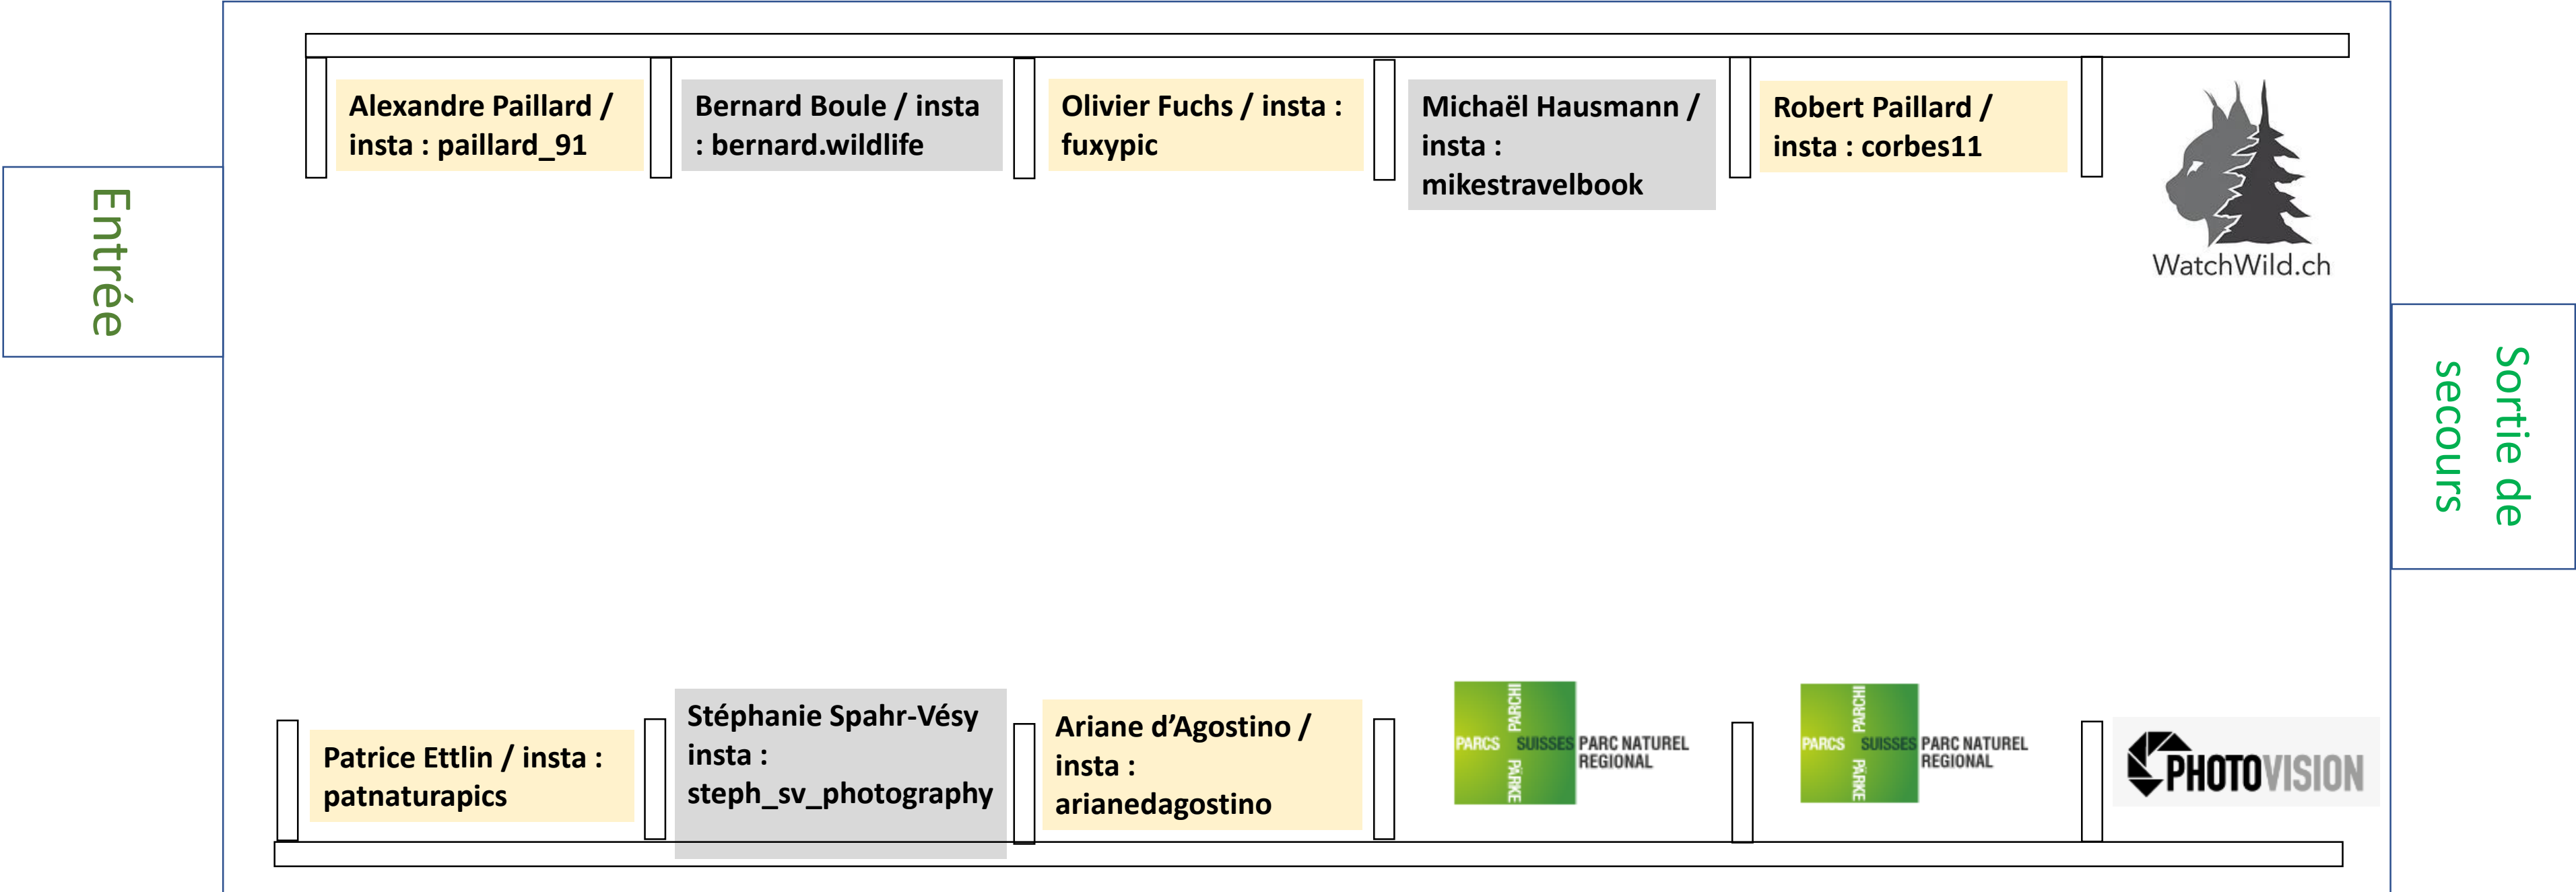 Entrée
Alexandre Paillard /
insta : paillard_91
Bernard Boule / insta
: bernard.wildlife
Olivier Fuchs / insta :
fuxypic
Michaël Hausmann /
insta :
mikestravelbook
Robert Paillard /
insta : corbes11
WatchWild.ch
Sortie de
secours
Patrice Ettlin / insta :
patnaturapics
Stéphanie Spahr-Vésy
insta :
steph_sv_photography
Ariane d’Agostino /
insta :
arianedagostino
PARCHI
PARCS SUISSES
PÄRKE
PARC NATUREL
REGIONAL
PARCHI
PARCS SUISSES
PÄRKE
PARC NATUREL
REGIONAL
PHOTOVISION